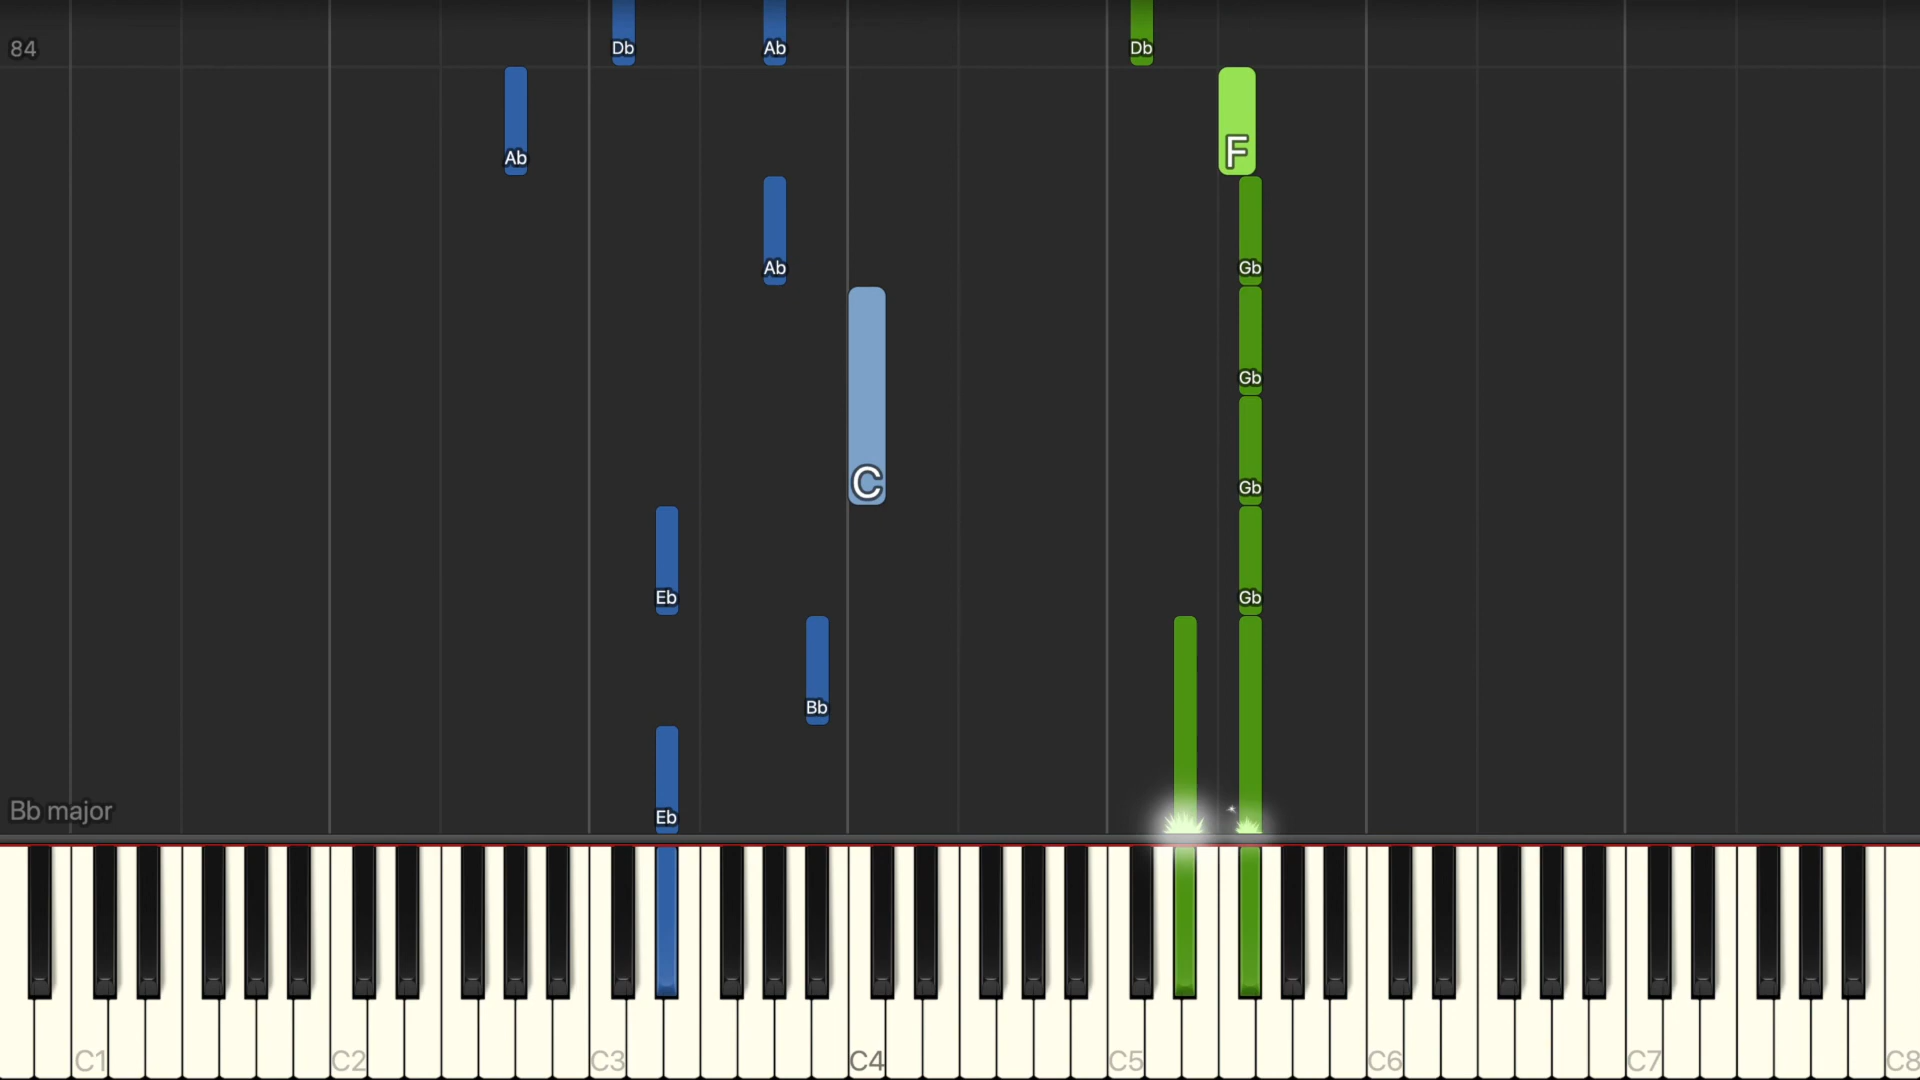 84 Db Ab Db
Ab F
Ab Gb
Gb
C Gb
Eb Gb
Bb
Bb major Eb
C1 C2 C3 C4 C5 C6 C7 C8